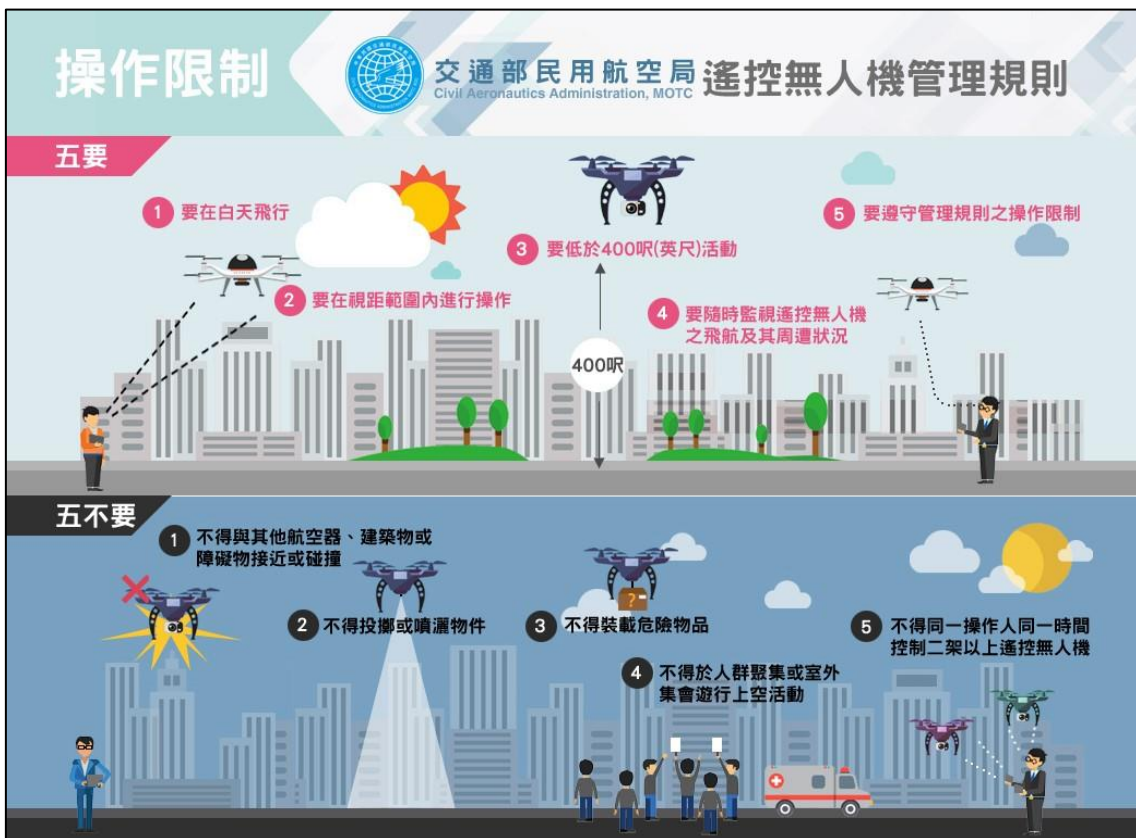 操作限制
交通部民用航空局
Civil Aeronautics Administration, MOTC
遙控無人機管理規則
五要
1 要在白天飛行
2 要在視距範圍內進行操作
3 要低於400呎(英尺)活動
400呎
4 要隨時監視遙控無人機
之飛航及其周遭狀況
5 要遵守管理規則之操作限制
五不要
1 不得與其他航空器、建築物或
障礙物接近或碰撞
2 不得投擲或噴灑物件
3 不得裝載危險物品
?
4 不得於人群聚集或室外
集會遊行上空活動
5 不得同一操作人同一時間
控制二架以上遙控無人機